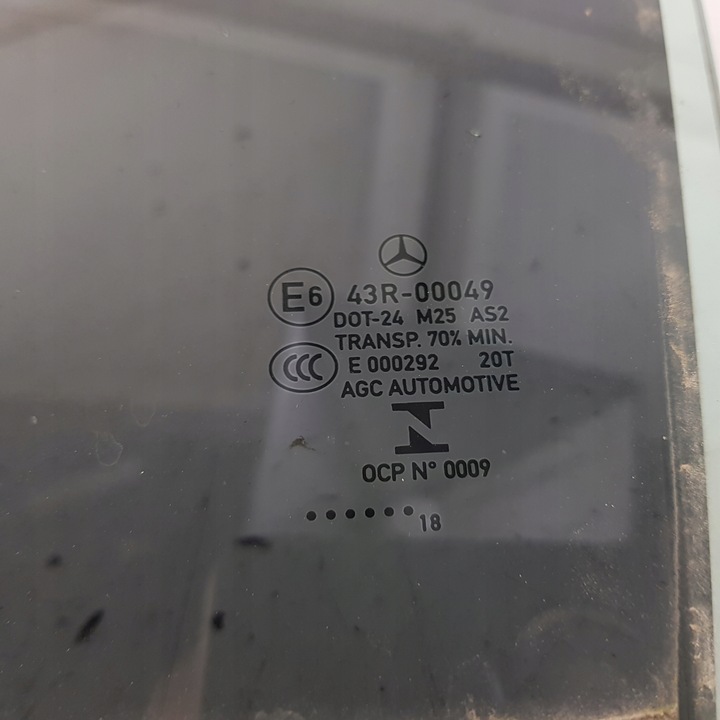 E6 43R-00049
DOT-24 M25 AS2
TRANSP. 70% MIN.
CCC E 000292 20T
AGC AUTOMOTIVE
OCP N° 0009
...... 18